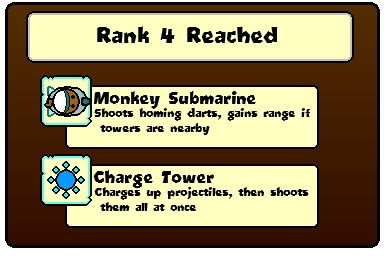 Rank 4 Reached
Monkey Submarine
Shoots homing darts, gains range if
towers are nearby
Charge Tower
Charges up projectiles, then shoots
them all at once